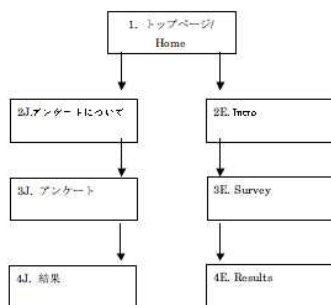 1. トップページ/
Home
2J.アンケートについて
2E. Intro
3J. アンケート
3E. Survey
4J. 結果
4E. Results